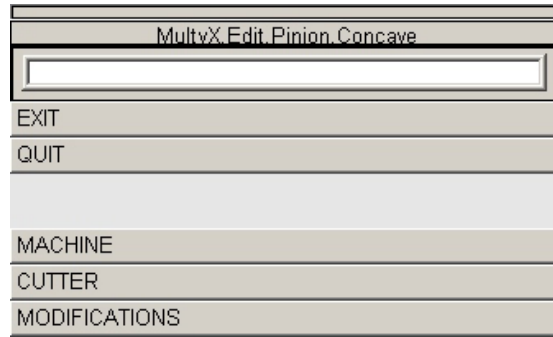 MultyX.Edit.Pinion.Concave
EXIT
QUIT
MACHINE
CUTTER
MODIFICATIONS